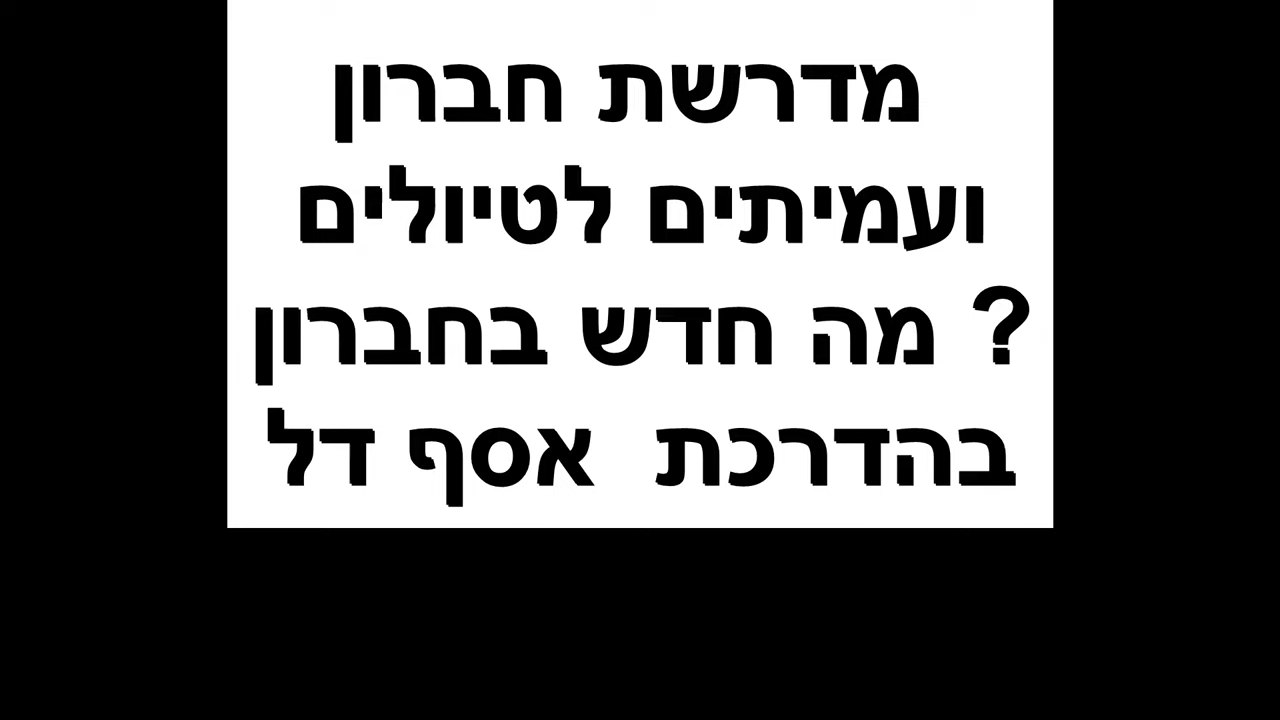 מדרשת חברון
ועמיתים לטיולים
? מה חדש בחברון
בהדרכת אסף דל